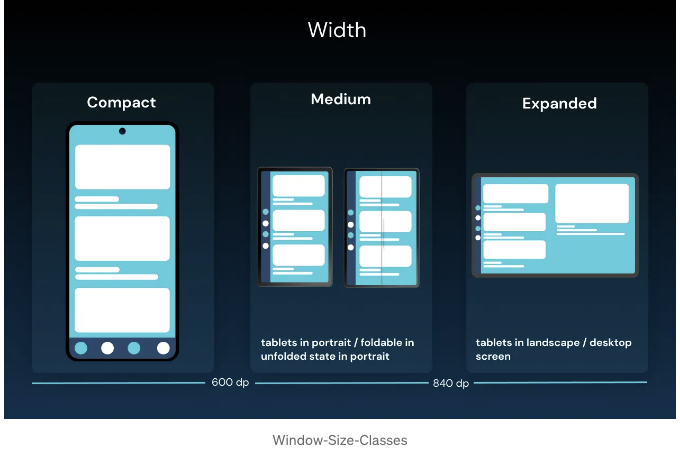 Width
Compact
Medium
Expanded
tablets in portrait / foldable in
unfolded state in portrait
tablets in landscape / desktop
screen
600 dp
840 dp
Window-Size-Classes